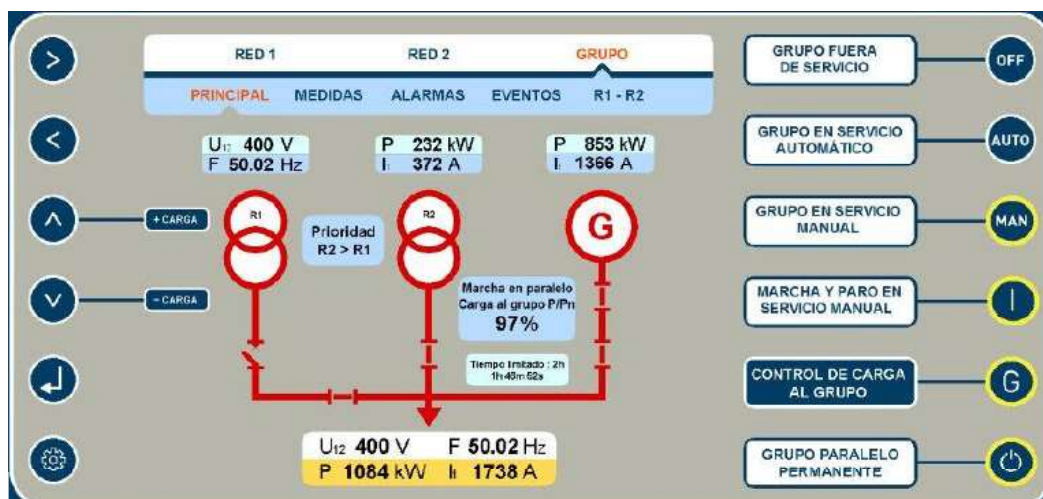 RED 1 RED 2 GRUPO
PRINCIPAL MEDIDAS ALARMAS EVENTOS R1 - R2
U12 400 V
F 50.02 Hz
P 232 kW
I1 372 A
P 853 kW
I1 1366 A
+ CARGA
- CARGA
R1
Prioridad
R2 > R1
R2
G
Marcha en paralelo
Carga al grupo P/Pn
97%
Tiempo limitado : 2h
U12 400 V F 50.02 Hz
P 1084 kW I1 1738 A
GRUPO FUERA
DE SERVICIO
OFF
GRUPO EN SERVICIO
AUTOMÁTICO
AUTO
GRUPO EN SERVICIO
MANUAL
MAN
MARCHA Y PARO EN
SERVICIO MANUAL
I
CONTROL DE CARGA
AL GRUPO
G
GRUPO PARALELO
PERMANENTE